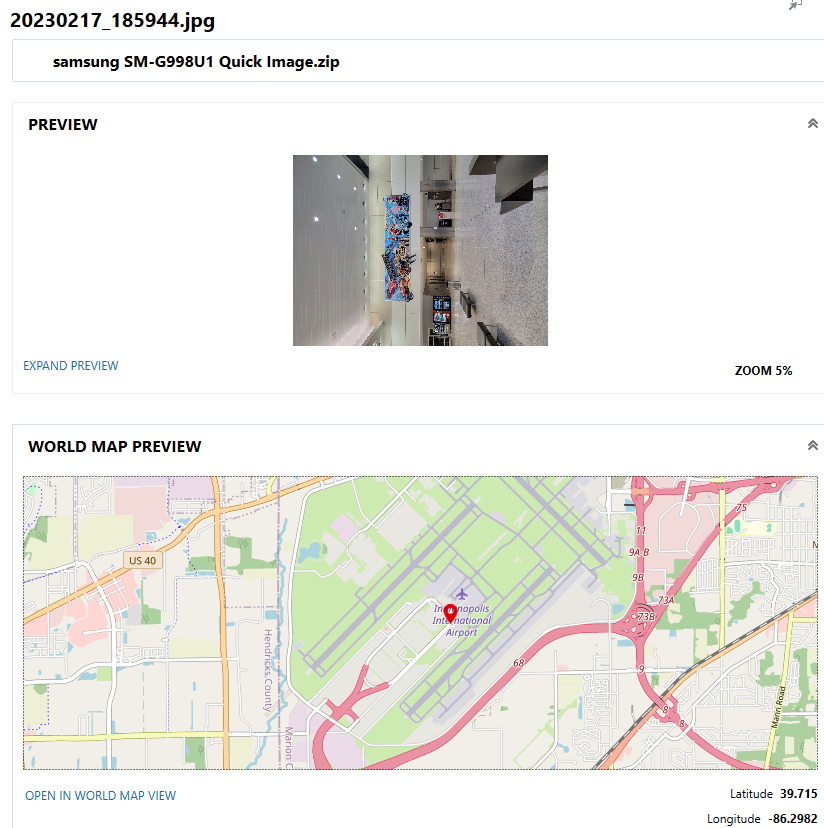 20230217_185944.jpg
samsung SM-G998U1 Quick Image.zip
PREVIEW
EXPAND PREVIEW
ZOOM 5%
WORLD MAP PREVIEW
75
11
US 40
9A-B
9B
73A
Indianapolis
International
Airport
73B
Hendricks County
68
9
8
8
Mann Road
Marion C
OPEN IN WORLD MAP VIEW
Latitude 39.715
Longitude -86.2982